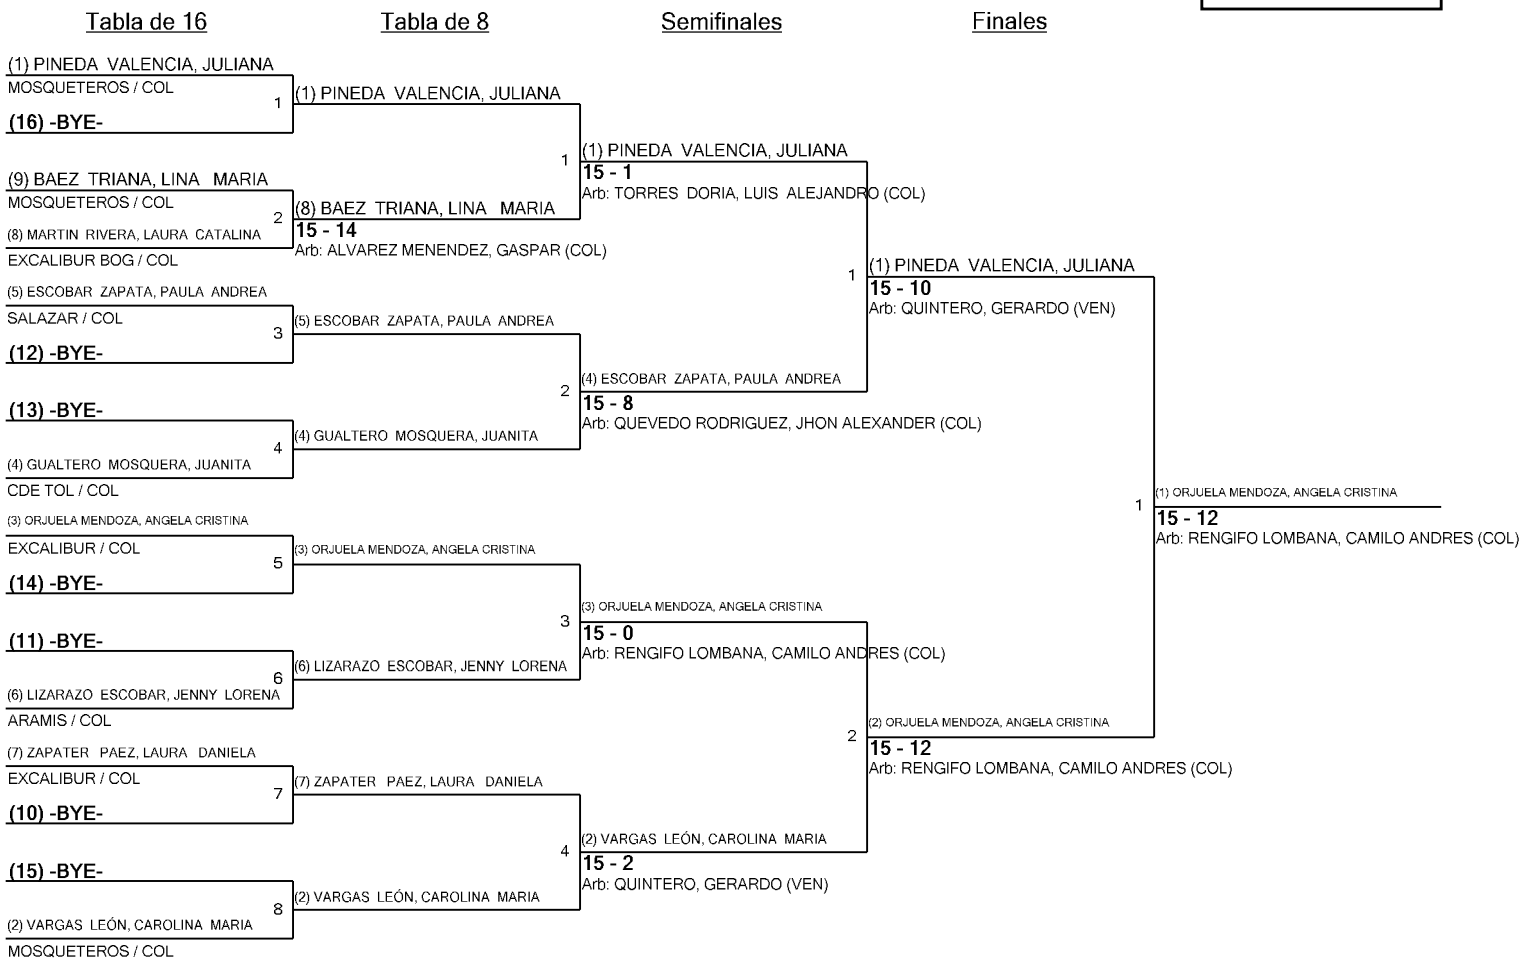 Tabla de 16
Tabla de 8
Semifinales
Finales
(1) PINEDA VALENCIA, JULIANA
MOSQUETEROS / COL
1
(16) -BYE-
(9) BAEZ TRIANA, LINA MARIA
MOSQUETEROS / COL
2
(8) MARTIN RIVERA, LAURA CATALINA
EXCALIBUR BOG / COL
(5) ESCOBAR ZAPATA, PAULA ANDREA
SALAZAR / COL
3
(12) -BYE-
(13) -BYE-
4
(4) GUALTERO MOSQUERA, JUANITA
CDE TOL / COL
(3) ORJUELA MENDOZA, ANGELA CRISTINA
EXCALIBUR / COL
5
(14) -BYE-
(11) -BYE-
6
(6) LIZARAZO ESCOBAR, JENNY LORENA
ARAMIS / COL
(7) ZAPATER PAEZ, LAURA DANIELA
EXCALIBUR / COL
7
(10) -BYE-
(15) -BYE-
8
(2) VARGAS LEÓN, CAROLINA MARIA
MOSQUETEROS / COL
(1) PINEDA VALENCIA, JULIANA
1
(8) BAEZ TRIANA, LINA MARIA
15 - 14
Arb: ALVAREZ MENENDEZ, GASPAR (COL)
(5) ESCOBAR ZAPATA, PAULA ANDREA
2
(4) GUALTERO MOSQUERA, JUANITA
(3) ORJUELA MENDOZA, ANGELA CRISTINA
3
(6) LIZARAZO ESCOBAR, JENNY LORENA
(7) ZAPATER PAEZ, LAURA DANIELA
4
(2) VARGAS LEÓN, CAROLINA MARIA
(1) PINEDA VALENCIA, JULIANA
15 - 1
Arb: TORRES DORIA, LUIS ALEJANDRO (COL)
1
(4) ESCOBAR ZAPATA, PAULA ANDREA
15 - 8
Arb: QUEVEDO RODRIGUEZ, JHON ALEXANDER (COL)
(3) ORJUELA MENDOZA, ANGELA CRISTINA
15 - 0
Arb: RENGIFO LOMBANA, CAMILO ANDRES (COL)
2
(2) VARGAS LEÓN, CAROLINA MARIA
15 - 2
Arb: QUINTERO, GERARDO (VEN)
(1) PINEDA VALENCIA, JULIANA
15 - 10
Arb: QUINTERO, GERARDO (VEN)
1
(2) ORJUELA MENDOZA, ANGELA CRISTINA
15 - 12
Arb: RENGIFO LOMBANA, CAMILO ANDRES (COL)
(1) ORJUELA MENDOZA, ANGELA CRISTINA
15 - 12
Arb: RENGIFO LOMBANA, CAMILO ANDRES (COL)